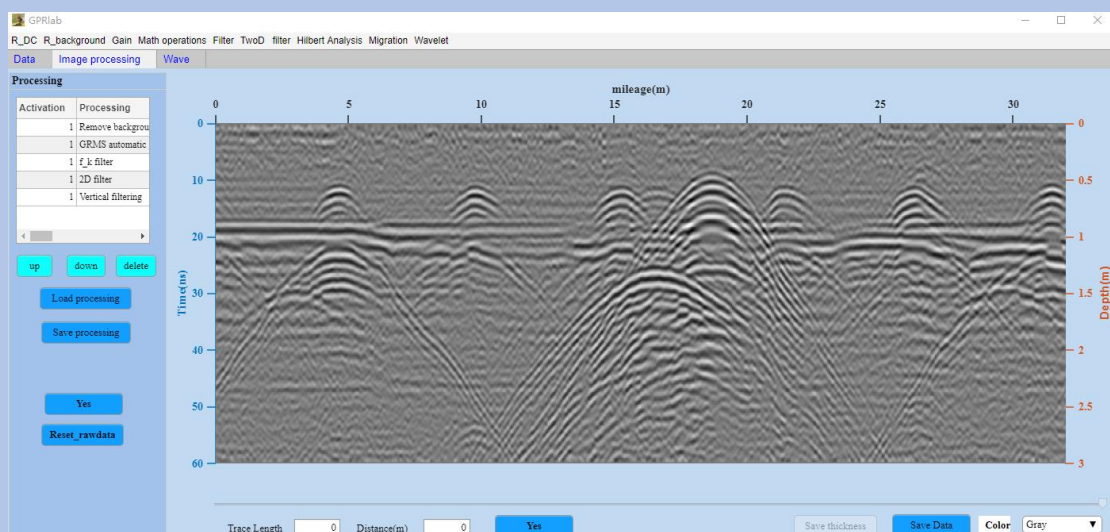 GPRlab
R_DC R_background Gain Math operations Filter TwoD filter Hilbert Analysis Migration Wavelet
Data Image processing Wave
Processing
Activation Processing
1 Remove backgrou
1 GRMS automatic
1 f_k filter
1 2D filter
1 Vertical filtering
up down delete
Load processing
Save processing
Yes
Reset_rawdata
mileage(m)
0 5 10 15 20 25 30
0
10
20
30
40
50
60
Time(ns)
0
0.5
1
1.5
2
2.5
3
Depth(m)
Trace Length 0 Distance(m) 0 Yes Save thickness Save Data Color Gray